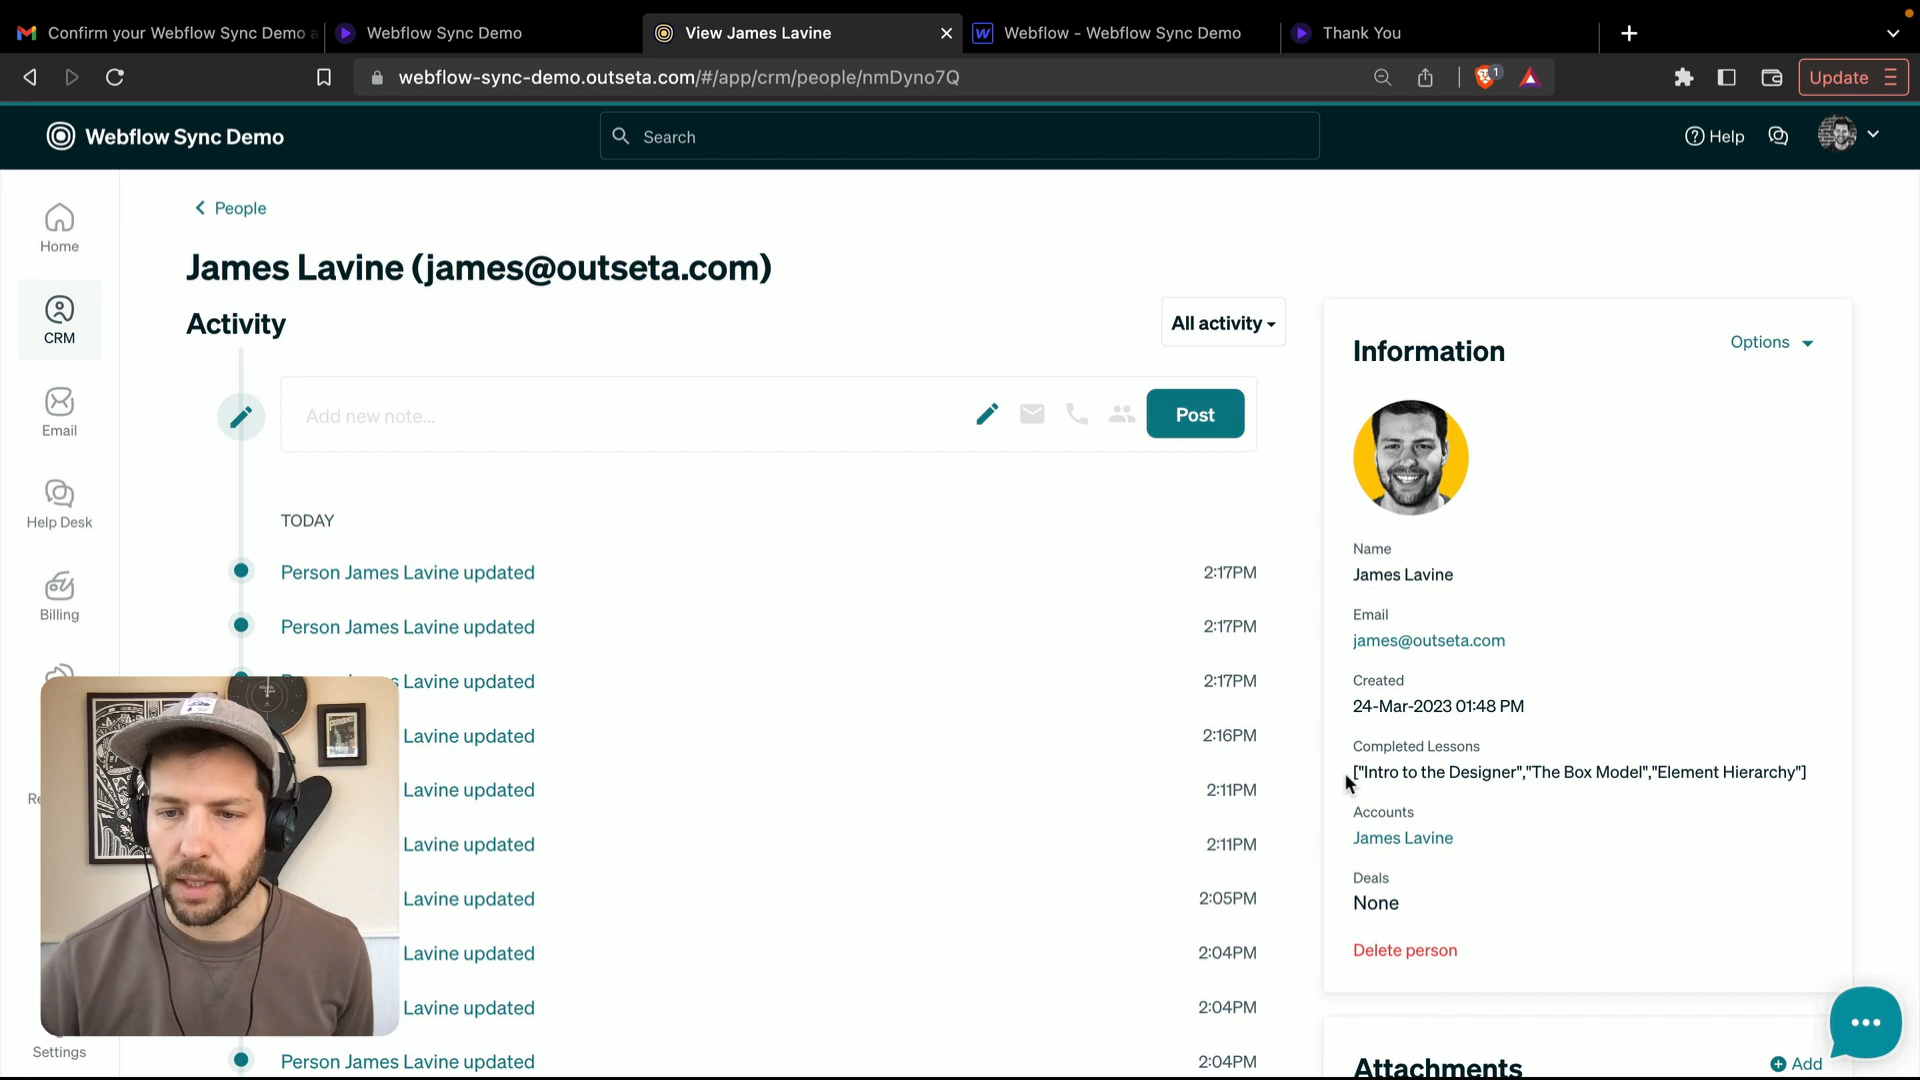 Confirm your Webflow Sync Demo a
Webflow Sync Demo
View James Lavine
Webflow - Webflow Sync Demo
Thank You
webflow-sync-demo.outseta.com/#/app/crm/people/nmDyno7Q
1
Update
Webflow Sync Demo
Search
Help
Home
CRM
Email
Help Desk
Billing
Re
Settings
People
James Lavine (james@outseta.com)
Activity
All activity
Add new note...
Post
TODAY
Person James Lavine updated 2:17PM
Person James Lavine updated 2:17PM
s Lavine updated 2:17PM
Lavine updated 2:16PM
Lavine updated 2:11PM
Lavine updated 2:11PM
Lavine updated 2:05PM
Lavine updated 2:04PM
Lavine updated 2:04PM
Person James Lavine updated 2:04PM
Information
Options
Name
James Lavine
Email
james@outseta.com
Created
24-Mar-2023 01:48 PM
Completed Lessons
["Intro to the Designer","The Box Model","Element Hierarchy"]
Accounts
James Lavine
Deals
None
Delete person
Attachments
Add